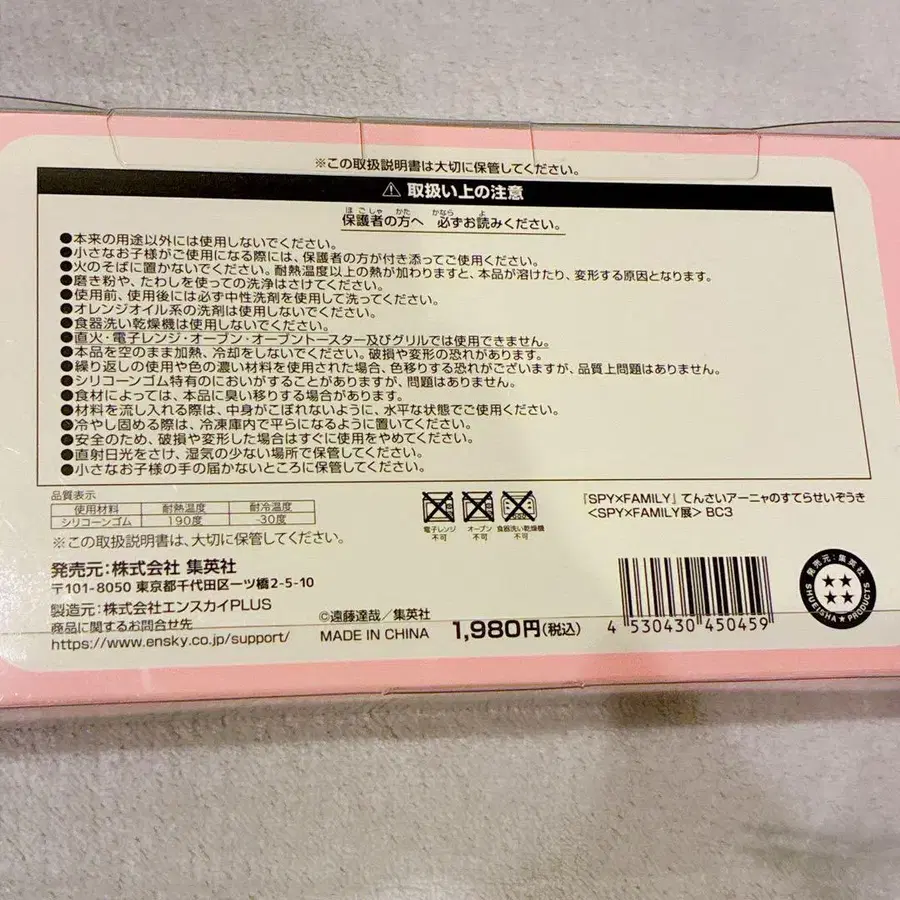 ※この取扱説明書は大切に保管してください。
⚠ 取扱い上の注意
保護者の方へ 必ずお読みください。
●本来の用途以外には使用しないでください。
●小さなお子様がご使用になる際には、保護者の方が付き添ってご使用ください。
●火のそばに置かないでください。耐熱温度以上の熱が加わりますと、本品が溶けたり、変形する原因となります。
●磨き粉や、たわしを使っての洗浄はさけてください。
●使用前、使用後には必ず中性洗剤を使用して洗ってください。
●オレンジオイル系の洗剤は使用しないでください。
●食器洗い乾燥機は使用しないでください。
●直火・電子レンジ・オーブン・オーブントースター及びグリルでは使用できません。
●本品を空のまま加熱、冷却をしないでください。破損や変形の恐れがあります。
●繰り返しの使用や色の濃い材料を使用された場合、色移りする恐れがございますが、品質上問題はありません。
●シリコーンゴム特有のにおいがすることがありますが、問題はありません。
●食材によっては、本品に臭い移りする場合があります。
●材料を流し入れる際は、中身がこぼれないように、水平な状態でご使用ください。
●冷やし固める際は、冷凍庫内で平らになるように置いてください。
●安全のため、破損や変形した場合はすぐに使用をやめてください。
●直射日光をさけ、湿気の少ない場所で保管してください。
●小さなお子様の手の届かないところに保管してください。
品質表示
使用材料 耐熱温度 耐冷温度
シリコーンゴム 190度 -30度
電子レンジ不可 オーブン不可 食器洗い乾燥機不可
『SPY×FAMILY』てんさいアーニャのすてらせいぞうき
<SPY×FAMILY展> BC3
※この取扱説明書は、大切に保管してください。
発売元:株式会社 集英社
〒101-8050 東京都千代田区一ツ橋2-5-10
製造元:株式会社エンスカイPLUS
商品に関するお問合せ先
https://www.ensky.co.jp/support/
©遠藤達哉/集英社
MADE IN CHINA
1,980円(税込)
4 530430 450459
発売元:集英社
SHUEISHA★PRODUCTS